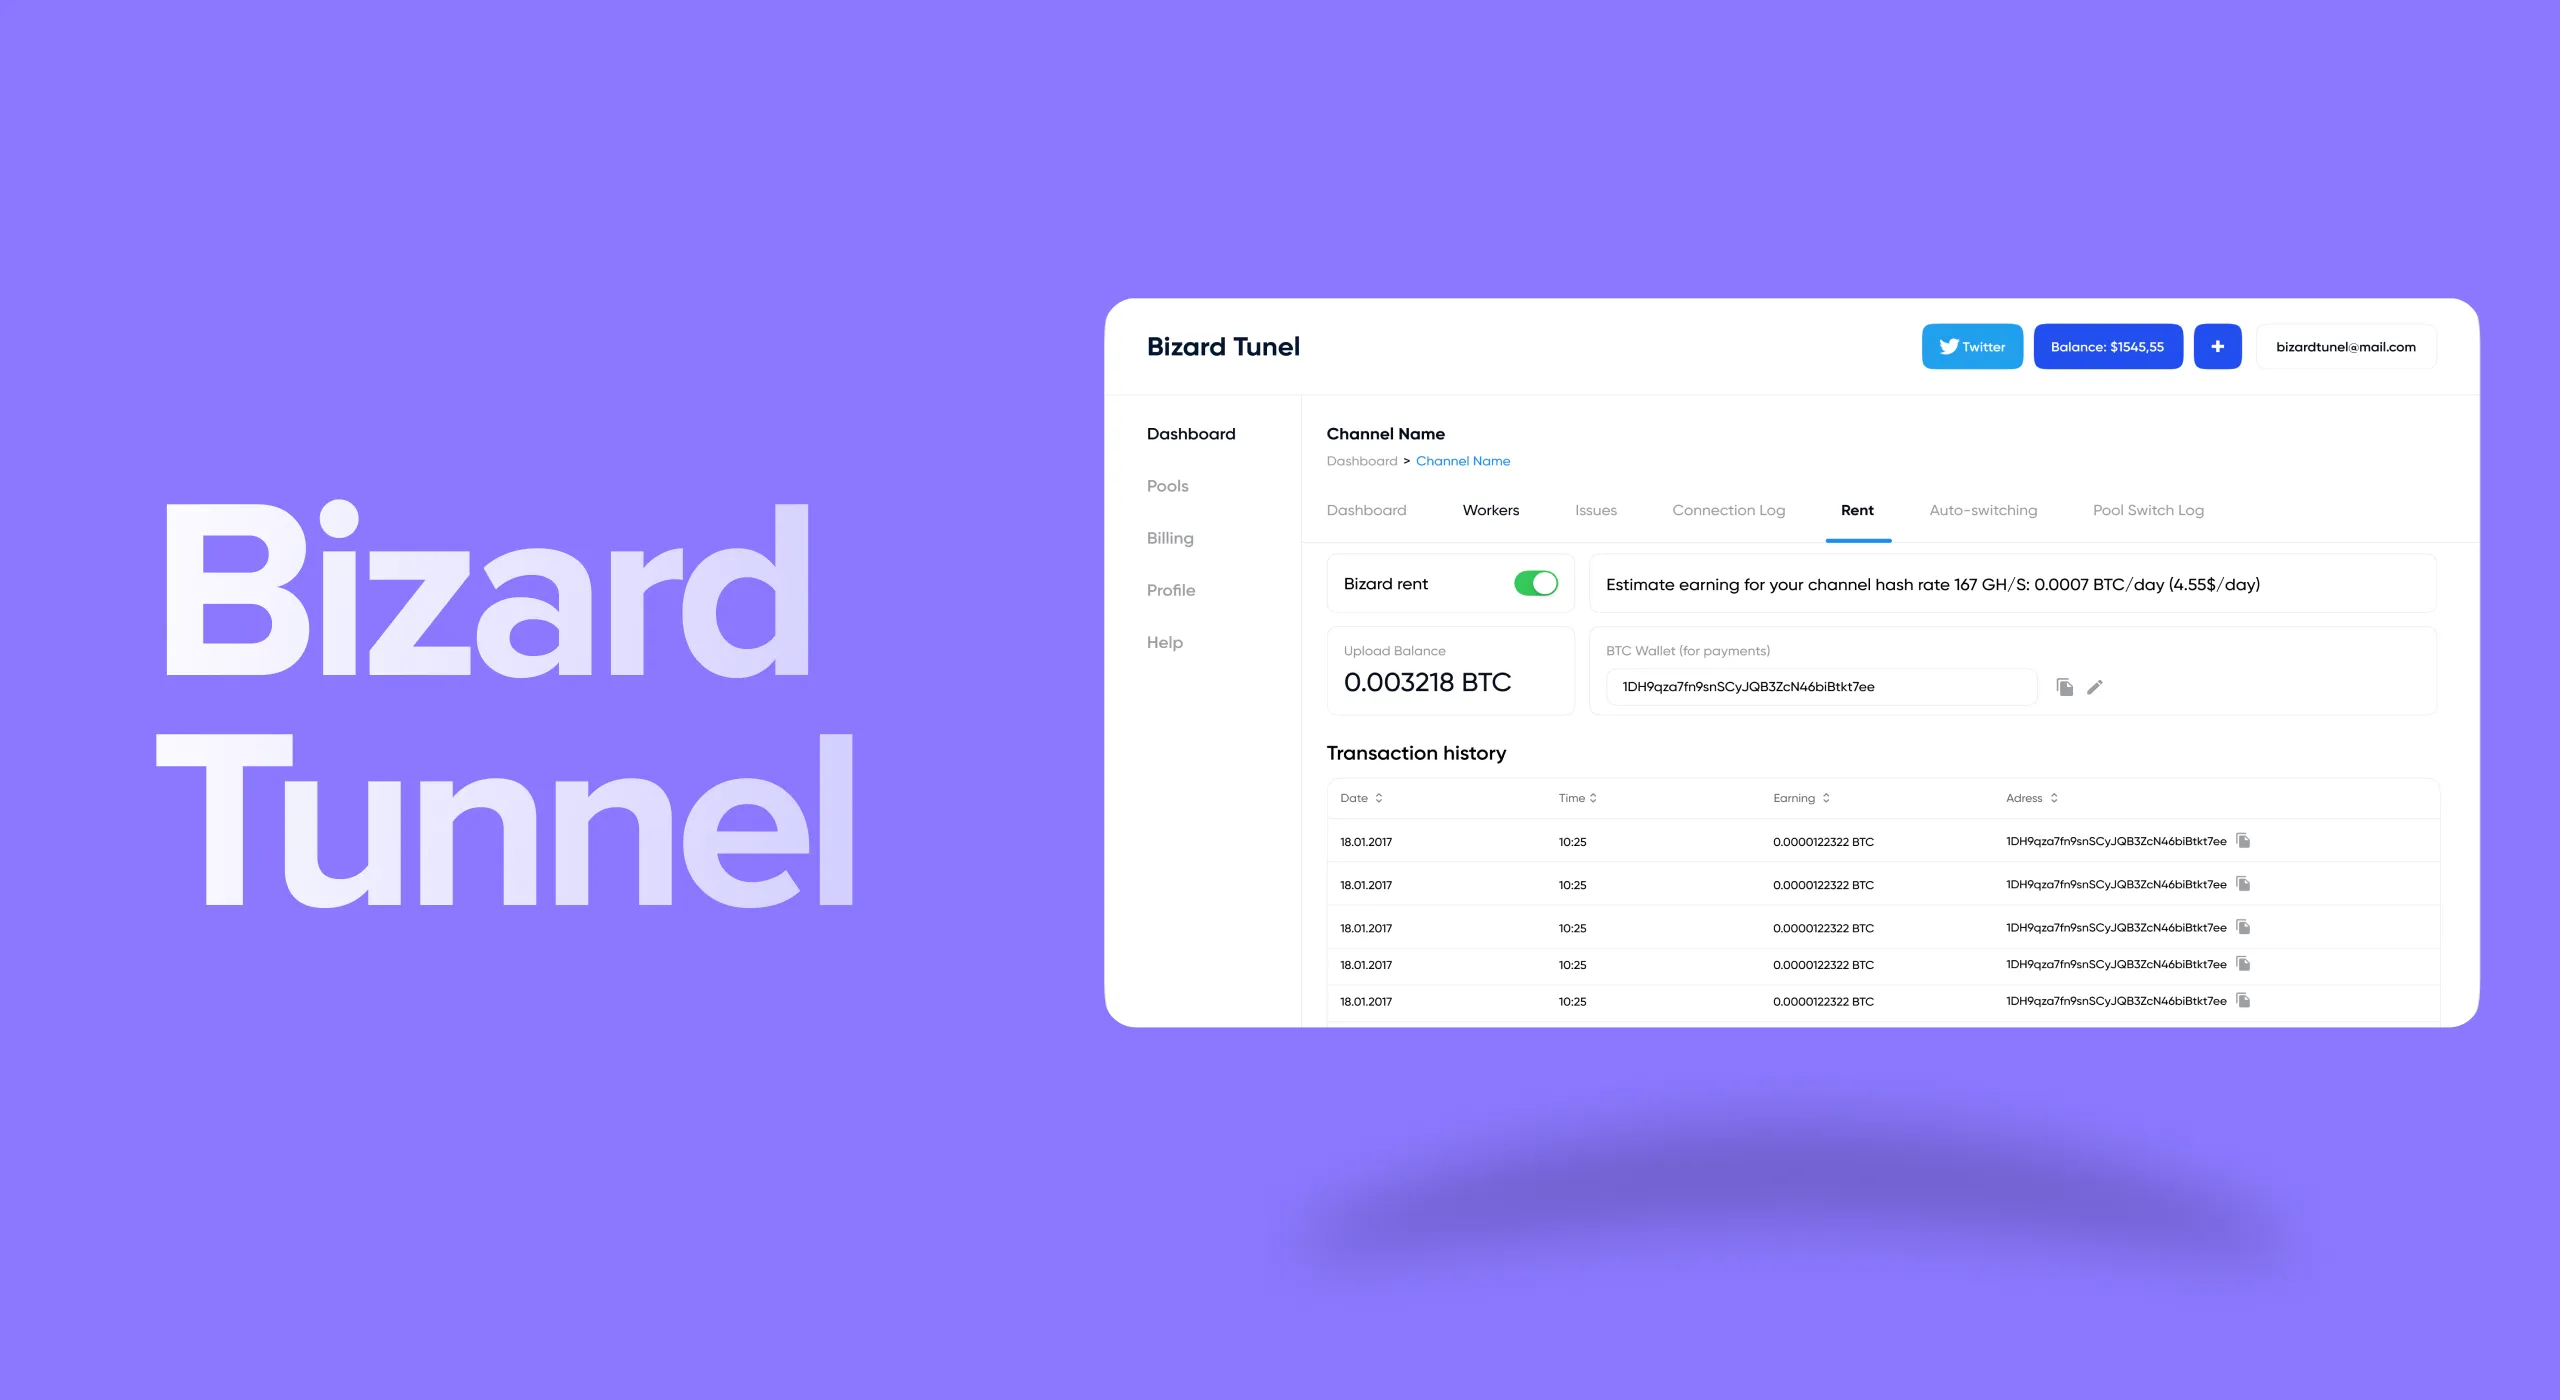 Bizard
Tunnel
Bizard Tunel
Twitter
Balance: $1545,55
+
bizardtunel@mail.com
Dashboard
Pools
Billing
Profile
Help
Channel Name
Dashboard > Channel Name
Dashboard Workers Issues Connection Log Rent Auto-switching Pool Switch Log
Bizard rent
Estimate earning for your channel hash rate 167 GH/S: 0.0007 BTC/day (4.55$/day)
Upload Balance
0.003218 BTC
BTC Wallet (for payments)
1DH9qza7fn9snSCyJQB3ZcN46biBtkt7ee
Transaction history
Date Time Earning Adress
18.01.2017 10:25 0.0000122322 BTC 1DH9qza7fn9snSCyJQB3ZcN46biBtkt7ee
18.01.2017 10:25 0.0000122322 BTC 1DH9qza7fn9snSCyJQB3ZcN46biBtkt7ee
18.01.2017 10:25 0.0000122322 BTC 1DH9qza7fn9snSCyJQB3ZcN46biBtkt7ee
18.01.2017 10:25 0.0000122322 BTC 1DH9qza7fn9snSCyJQB3ZcN46biBtkt7ee
18.01.2017 10:25 0.0000122322 BTC 1DH9qza7fn9snSCyJQB3ZcN46biBtkt7ee